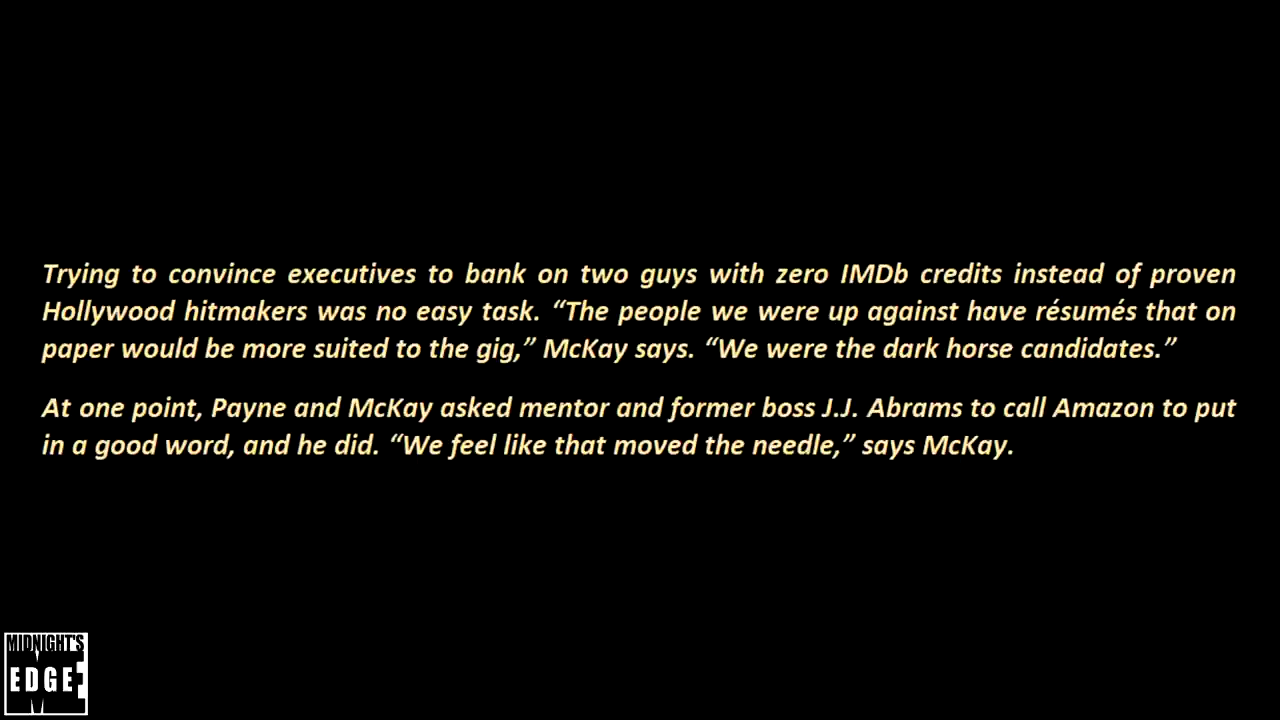 Trying to convince executives to bank on two guys with zero IMDb credits instead of proven
Hollywood hitmakers was no easy task. “The people we were up against have résumés that on
paper would be more suited to the gig,” McKay says. “We were the dark horse candidates.”
At one point, Payne and McKay asked mentor and former boss J.J. Abrams to call Amazon to put
in a good word, and he did. “We feel like that moved the needle,” says McKay.
MIDNIGHT'S
EDGE